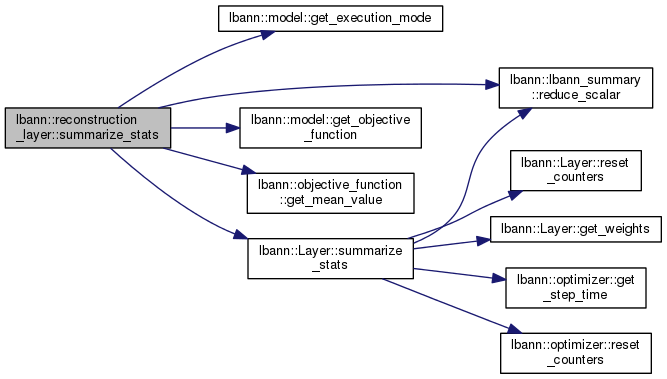 lbann::model::get_execution_mode
lbann::reconstruction
_layer::summarize_stats
lbann::lbann_summary
::reduce_scalar
lbann::model::get_objective
_function
lbann::objective_function
::get_mean_value
lbann::Layer::summarize
_stats
lbann::Layer::reset
_counters
lbann::Layer::get_weights
lbann::optimizer::get
_step_time
lbann::optimizer::reset
_counters